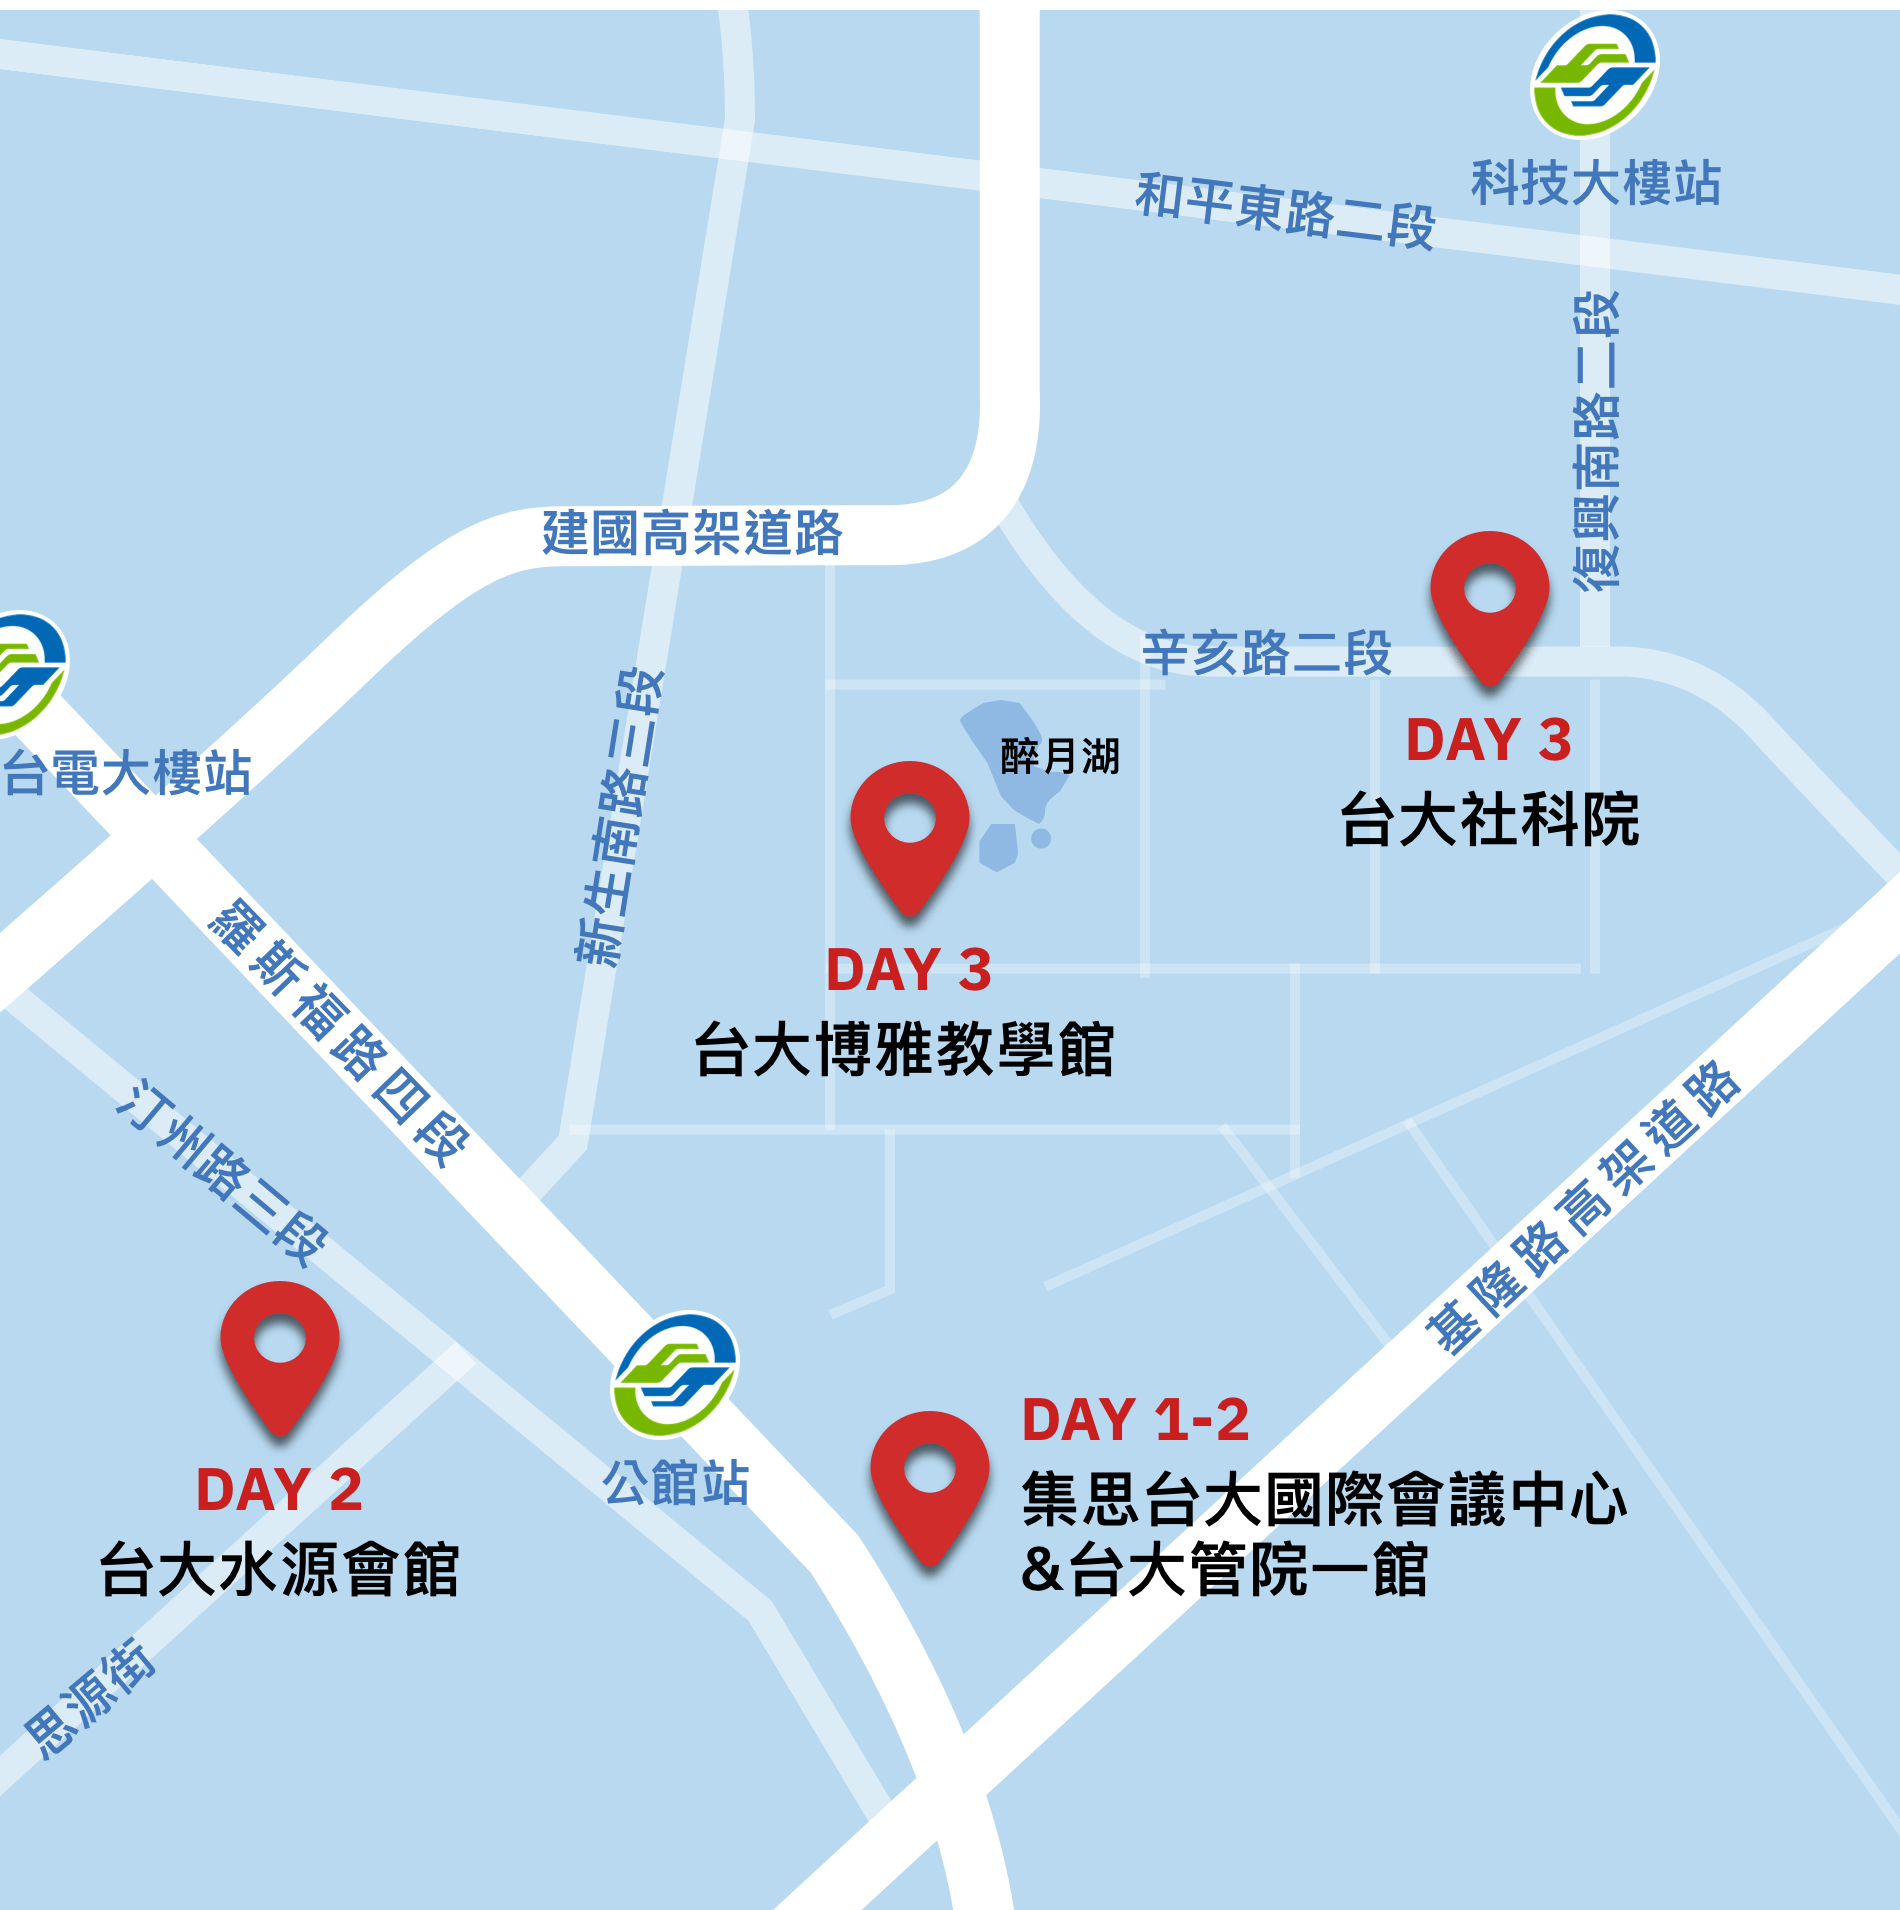 科技大樓站
和平東路二段
復興南路二段
建國高架道路
辛亥路二段
新生南路三段
醉月湖
DAY 3
台大社科院
台電大樓站
羅斯福路四段
DAY 3
台大博雅教學館
汀州路三段
基隆路高架道路
DAY 1-2
集思台大國際會議中心
&台大管院一館
公館站
DAY 2
台大水源會館
思源街